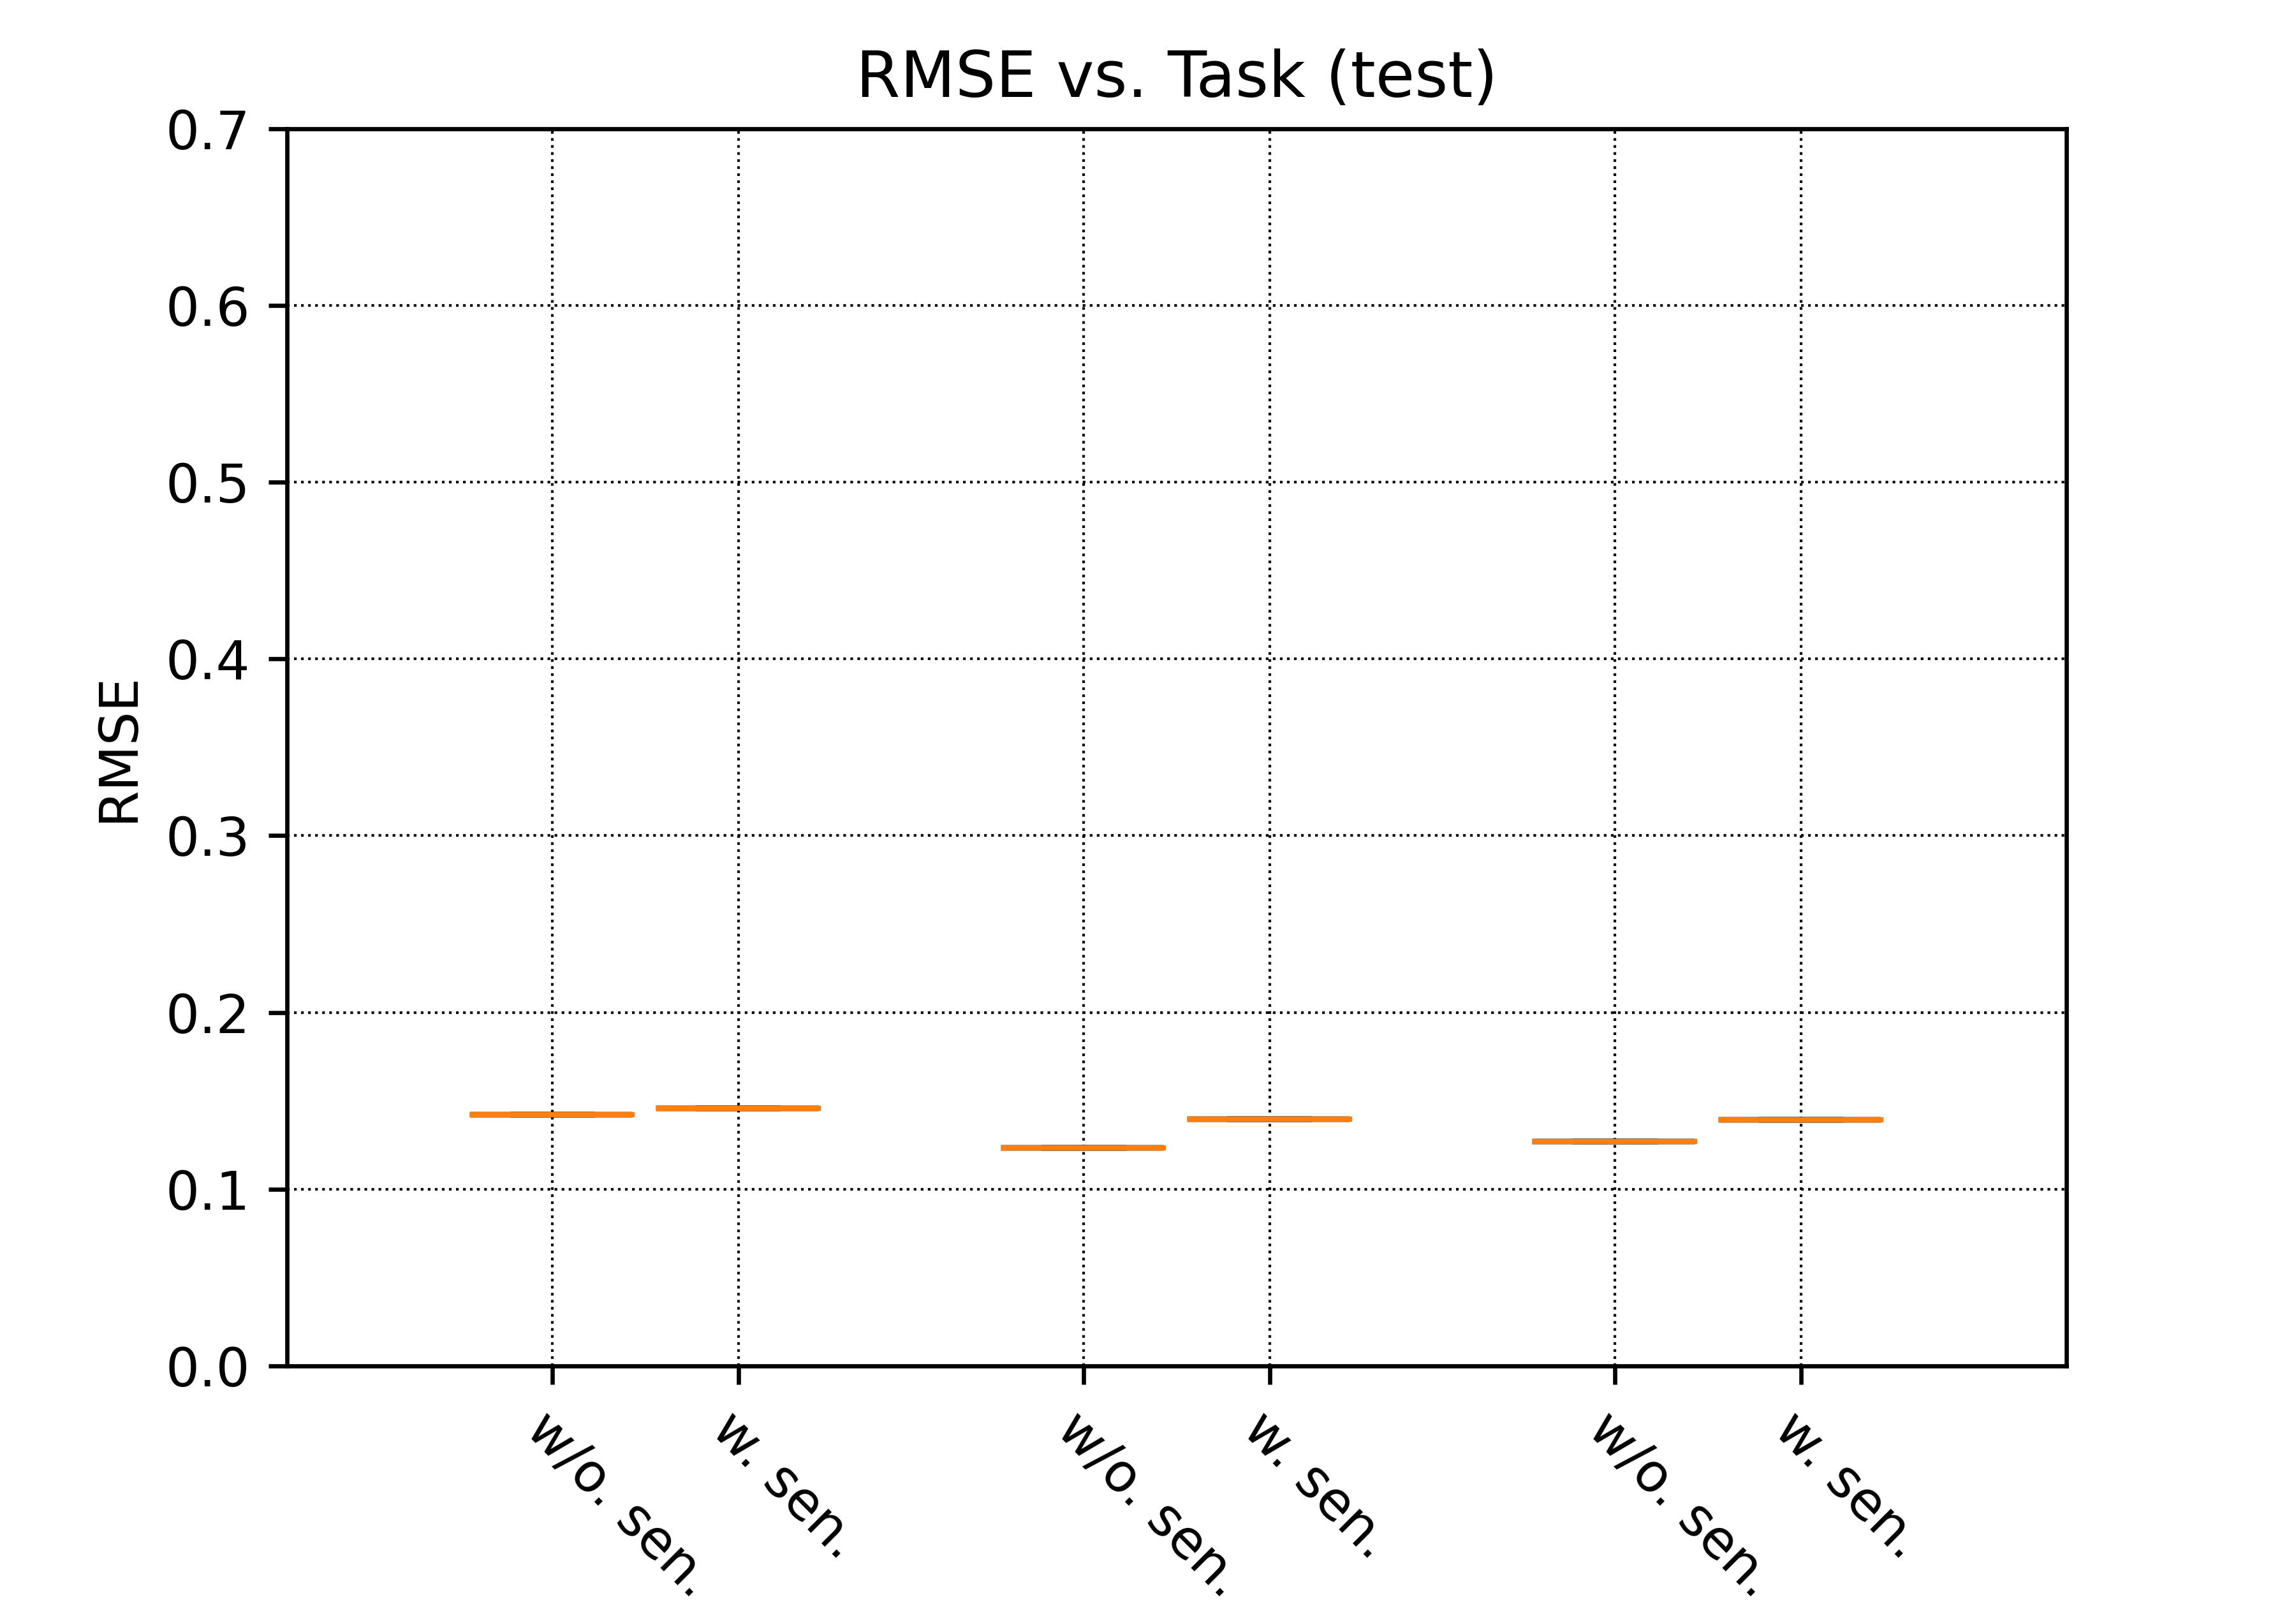 RMSE vs. Task (test)
0.7
0.6
0.5
0.4
0.3
0.2
0.1
0.0
RMSE
w/o. sen.
w. sen.
w/o. sen.
w. sen.
w/o. sen.
w. sen.